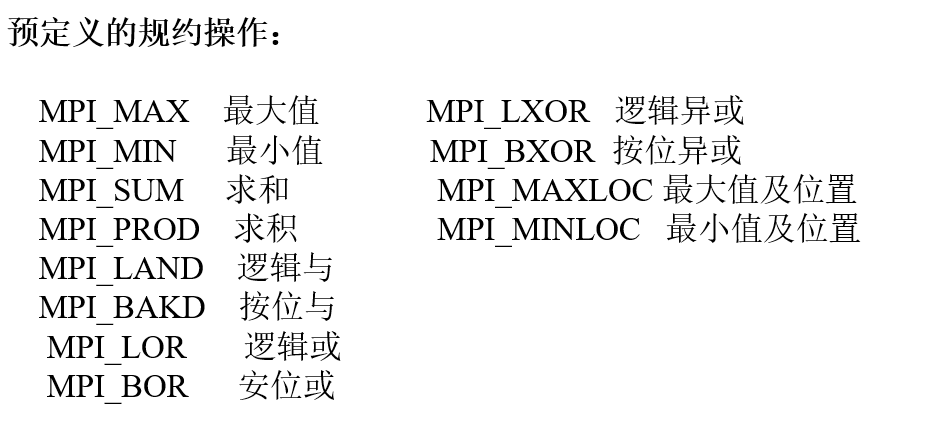 预定义的规约操作：
MPI_MAX 最大值 MPI_LXOR 逻辑异或
MPI_MIN 最小值 MPI_BXOR 按位异或
MPI_SUM 求和 MPI_MAXLOC 最大值及位置
MPI_PROD 求积 MPI_MINLOC 最小值及位置
MPI_LAND 逻辑与
MPI_BAKD 按位与
MPI_LOR 逻辑或
MPI_BOR 安位或